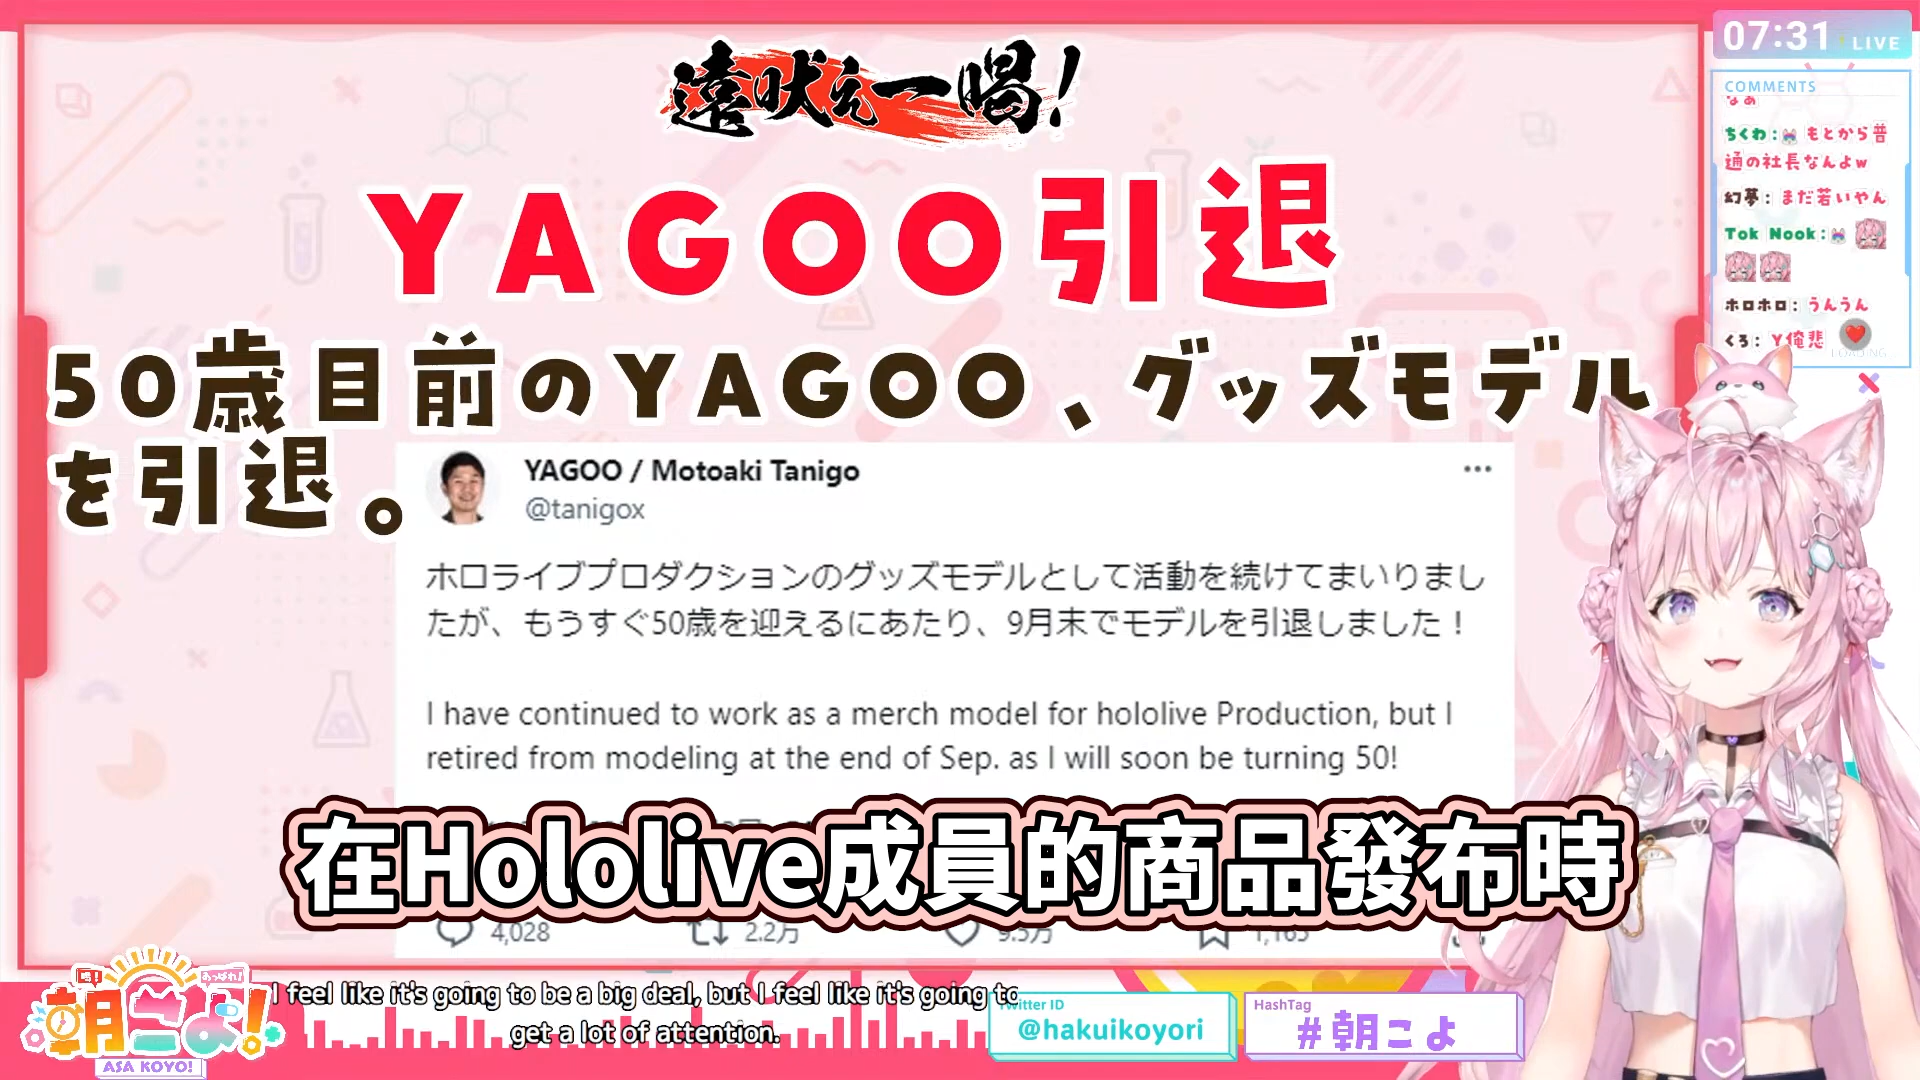 遠吠え一喝!
YAGOO引退
50歳目前のYAGOO、グッズモデル
を引退。
YAGOO / Motoaki Tanigo
@tanigox
ホロライブプロダクションのグッズモデルとして活動を続けてまいりまし
たが、もうすぐ50歳を迎えるにあたり、9月末でモデルを引退しました！
I have continued to work as a merch model for hololive Production, but I
retired from modeling at the end of Sep. as I will soon be turning 50!
在Hololive成員的商品發布時
4,028 2.2万 9.5万 1,165
I feel like it's going to be a big deal, but I feel like it's going to
get a lot of attention.
朝こよ!
ASA KOYO!
Twitter ID
@hakuikoyori
HashTag
#朝こよ
07:31 LIVE
COMMENTS
なあ
ちくわ: もとから普
通の社長なんよw
幻夢: まだ若いやん
Tok Nook:
ホロホロ: うんうん
くろ: Y俺悲
LOADING